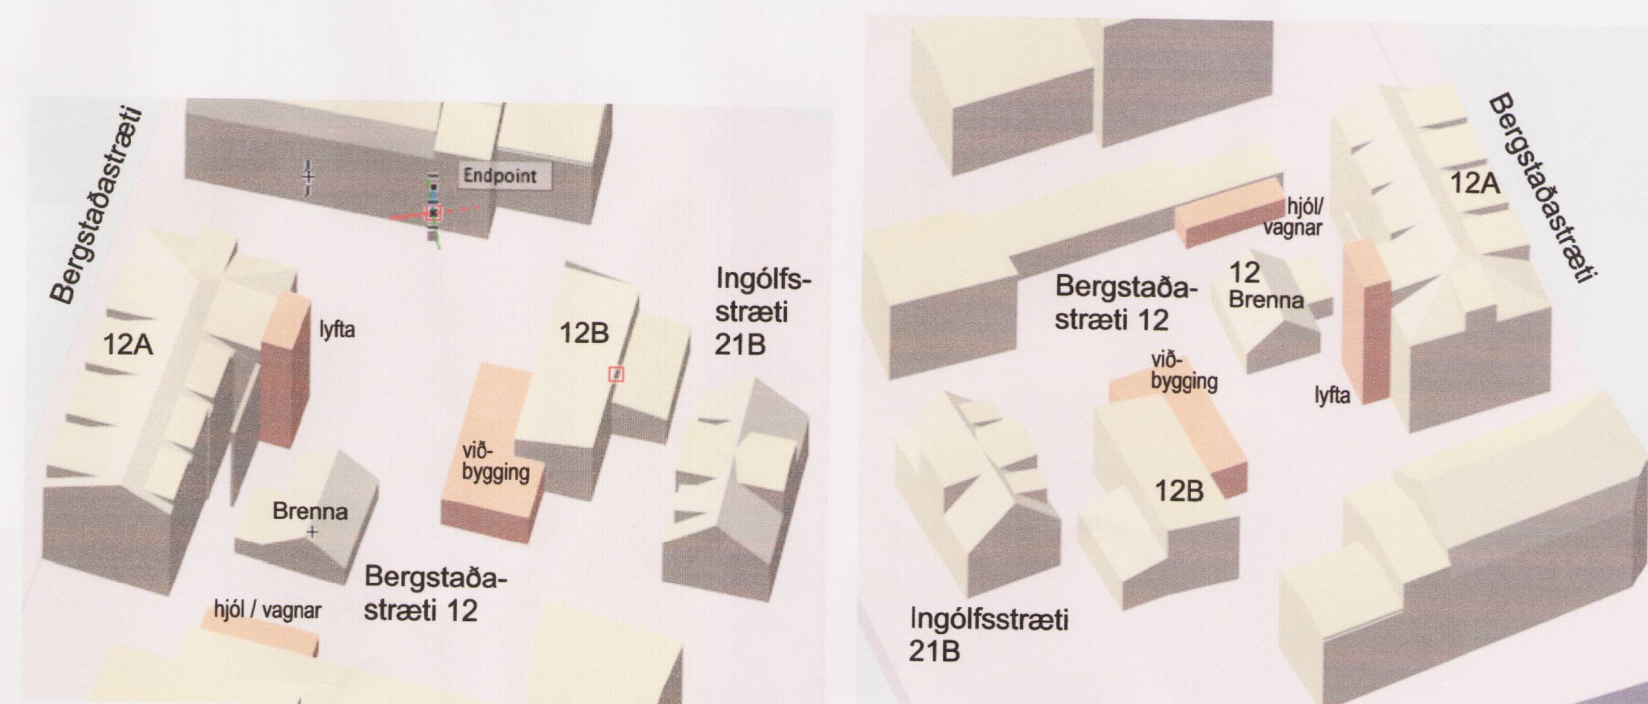 Bergstaðastræti
Endpoint
12A
lyfta
12B
Ingólfs-
stræti
21B
við-
bygging
Brenna
Bergstaða-
stræti 12
hjól / vagnar
Bergstaðastræti
12A
hjól/
vagnar
12
Brenna
Bergstaða-
stræti 12
við-
bygging
lyfta
12B
Ingólfsstræti
21B